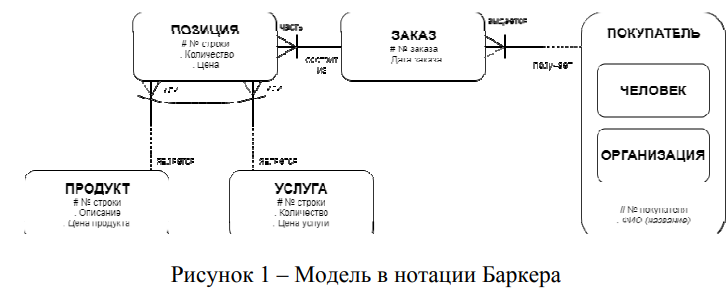 ПОЗИЦИЯ
# № строки
. Количество
. Цена
часть
состоит
из
ЗАКАЗ
# № заказа
Дата заказа
выдается
получает
ПОКУПАТЕЛЬ
ЧЕЛОВЕК
ОРГАНИЗАЦИЯ
# № покупателя
. ФИО (название)
или
или
является
является
ПРОДУКТ
# № строки
. Описание
. Цена продукта
УСЛУГА
# № строки
. Количество
. Цена услуги
Рисунок 1 – Модель в нотации Баркера